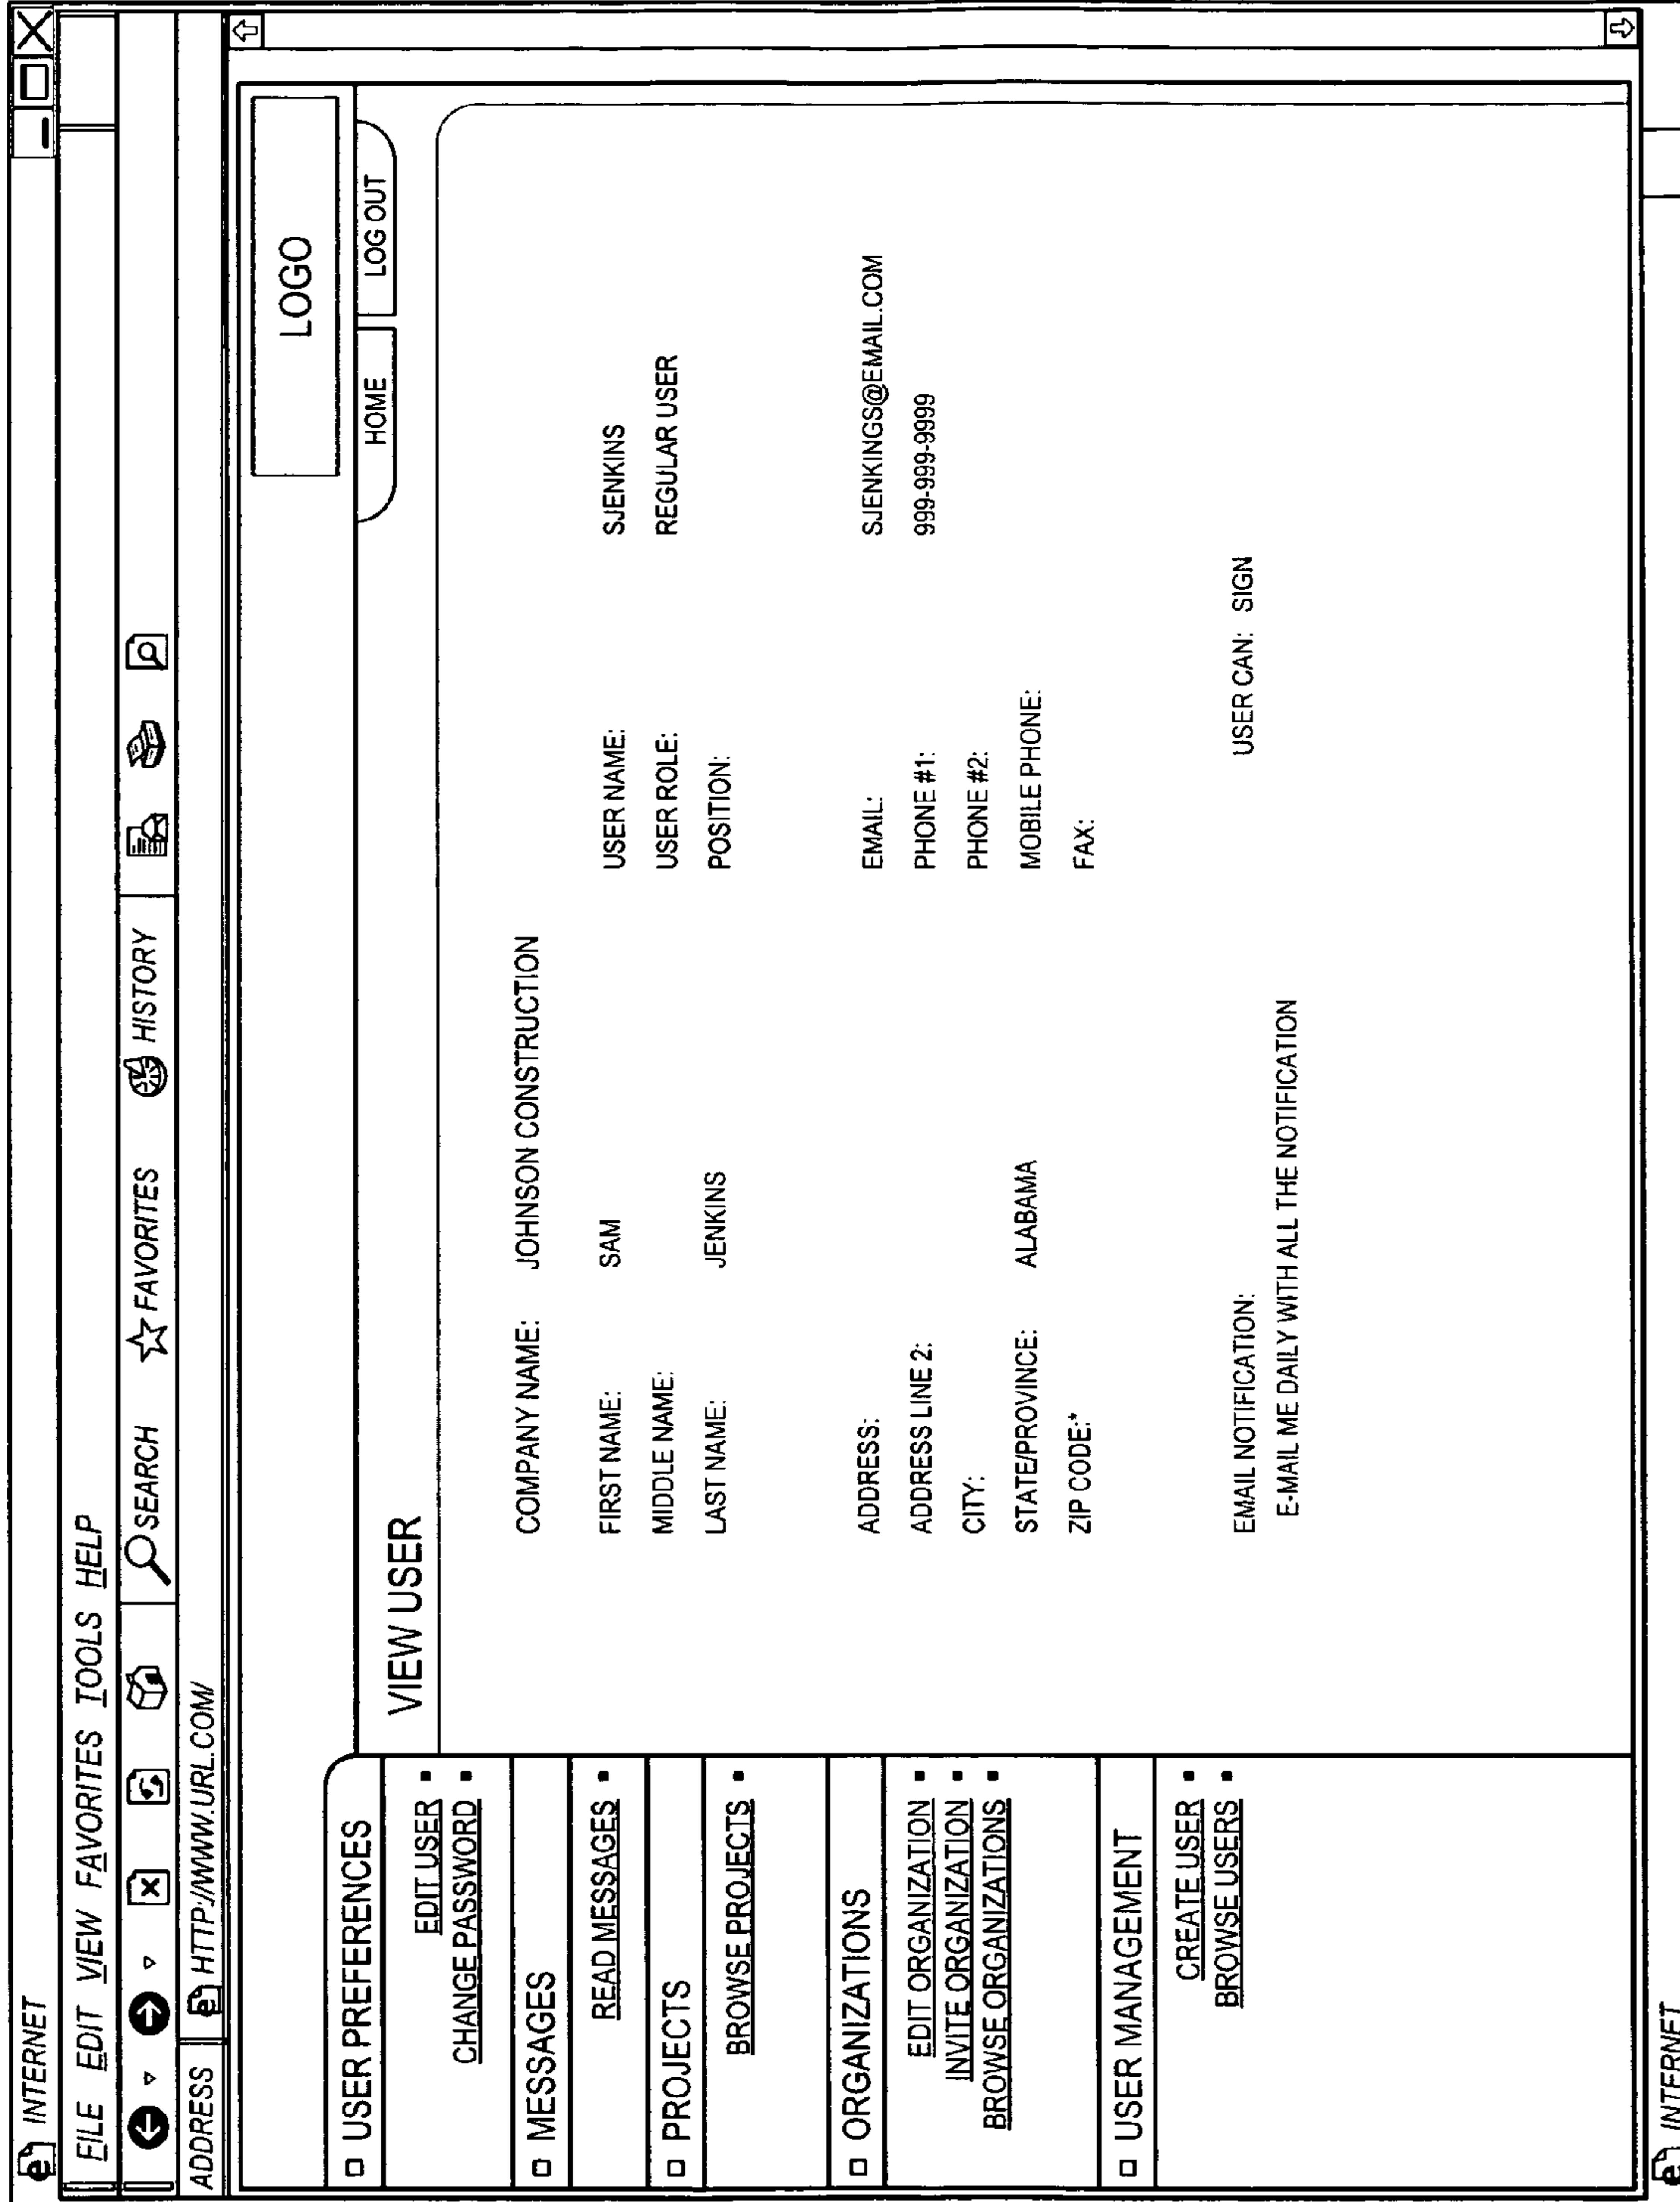 INTERNET
FILE EDIT VIEW FAVORITES TOOLS HELP
SEARCH FAVORITES HISTORY
ADDRESS HTTP:/WWW.URL.COM/
LOGO
HOME LOG OUT
USER PREFERENCES
EDIT USER
CHANGE PASSWORD
MESSAGES
READ MESSAGES
PROJECTS
BROWSE PROJECTS
ORGANIZATIONS
EDIT ORGANIZATION
INVITE ORGANIZATION
BROWSE ORGANIZATIONS
USER MANAGEMENT
CREATE USER
BROWSE USERS
VIEW USER
COMPANY NAME: JOHNSON CONSTRUCTION
FIRST NAME: SAM USER NAME: SJENKINS
MIDDLE NAME: USER ROLE: REGULAR USER
LAST NAME: JENKINS POSITION:
ADDRESS: EMAIL: SJENKINGS@EMAIL.COM
ADDRESS LINE 2: PHONE #1: 999-999-9999
CITY: PHONE #2:
STATE/PROVINCE: ALABAMA MOBILE PHONE:
ZIP CODE:* FAX:
EMAIL NOTIFICATION: USER CAN: SIGN
E-MAIL ME DAILY WITH ALL THE NOTIFICATION
INTERNET